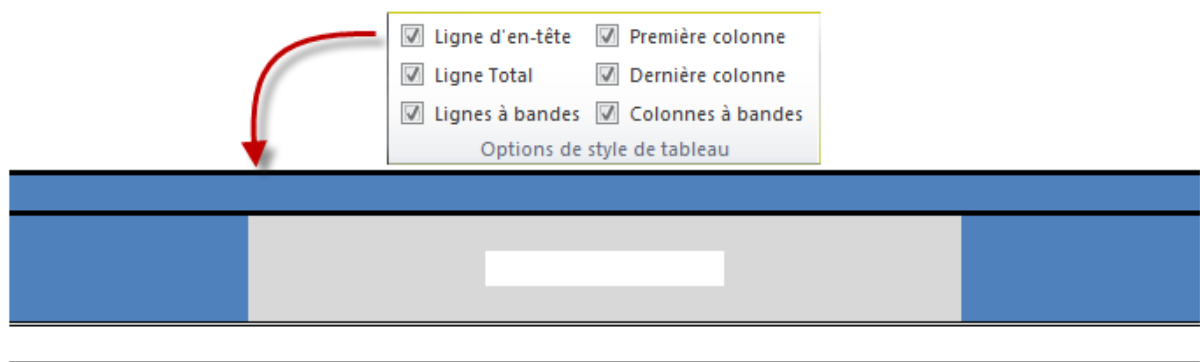 Ligne d'en-tête Première colonne
Ligne Total Dernière colonne
Lignes à bandes Colonnes à bandes
Options de style de tableau